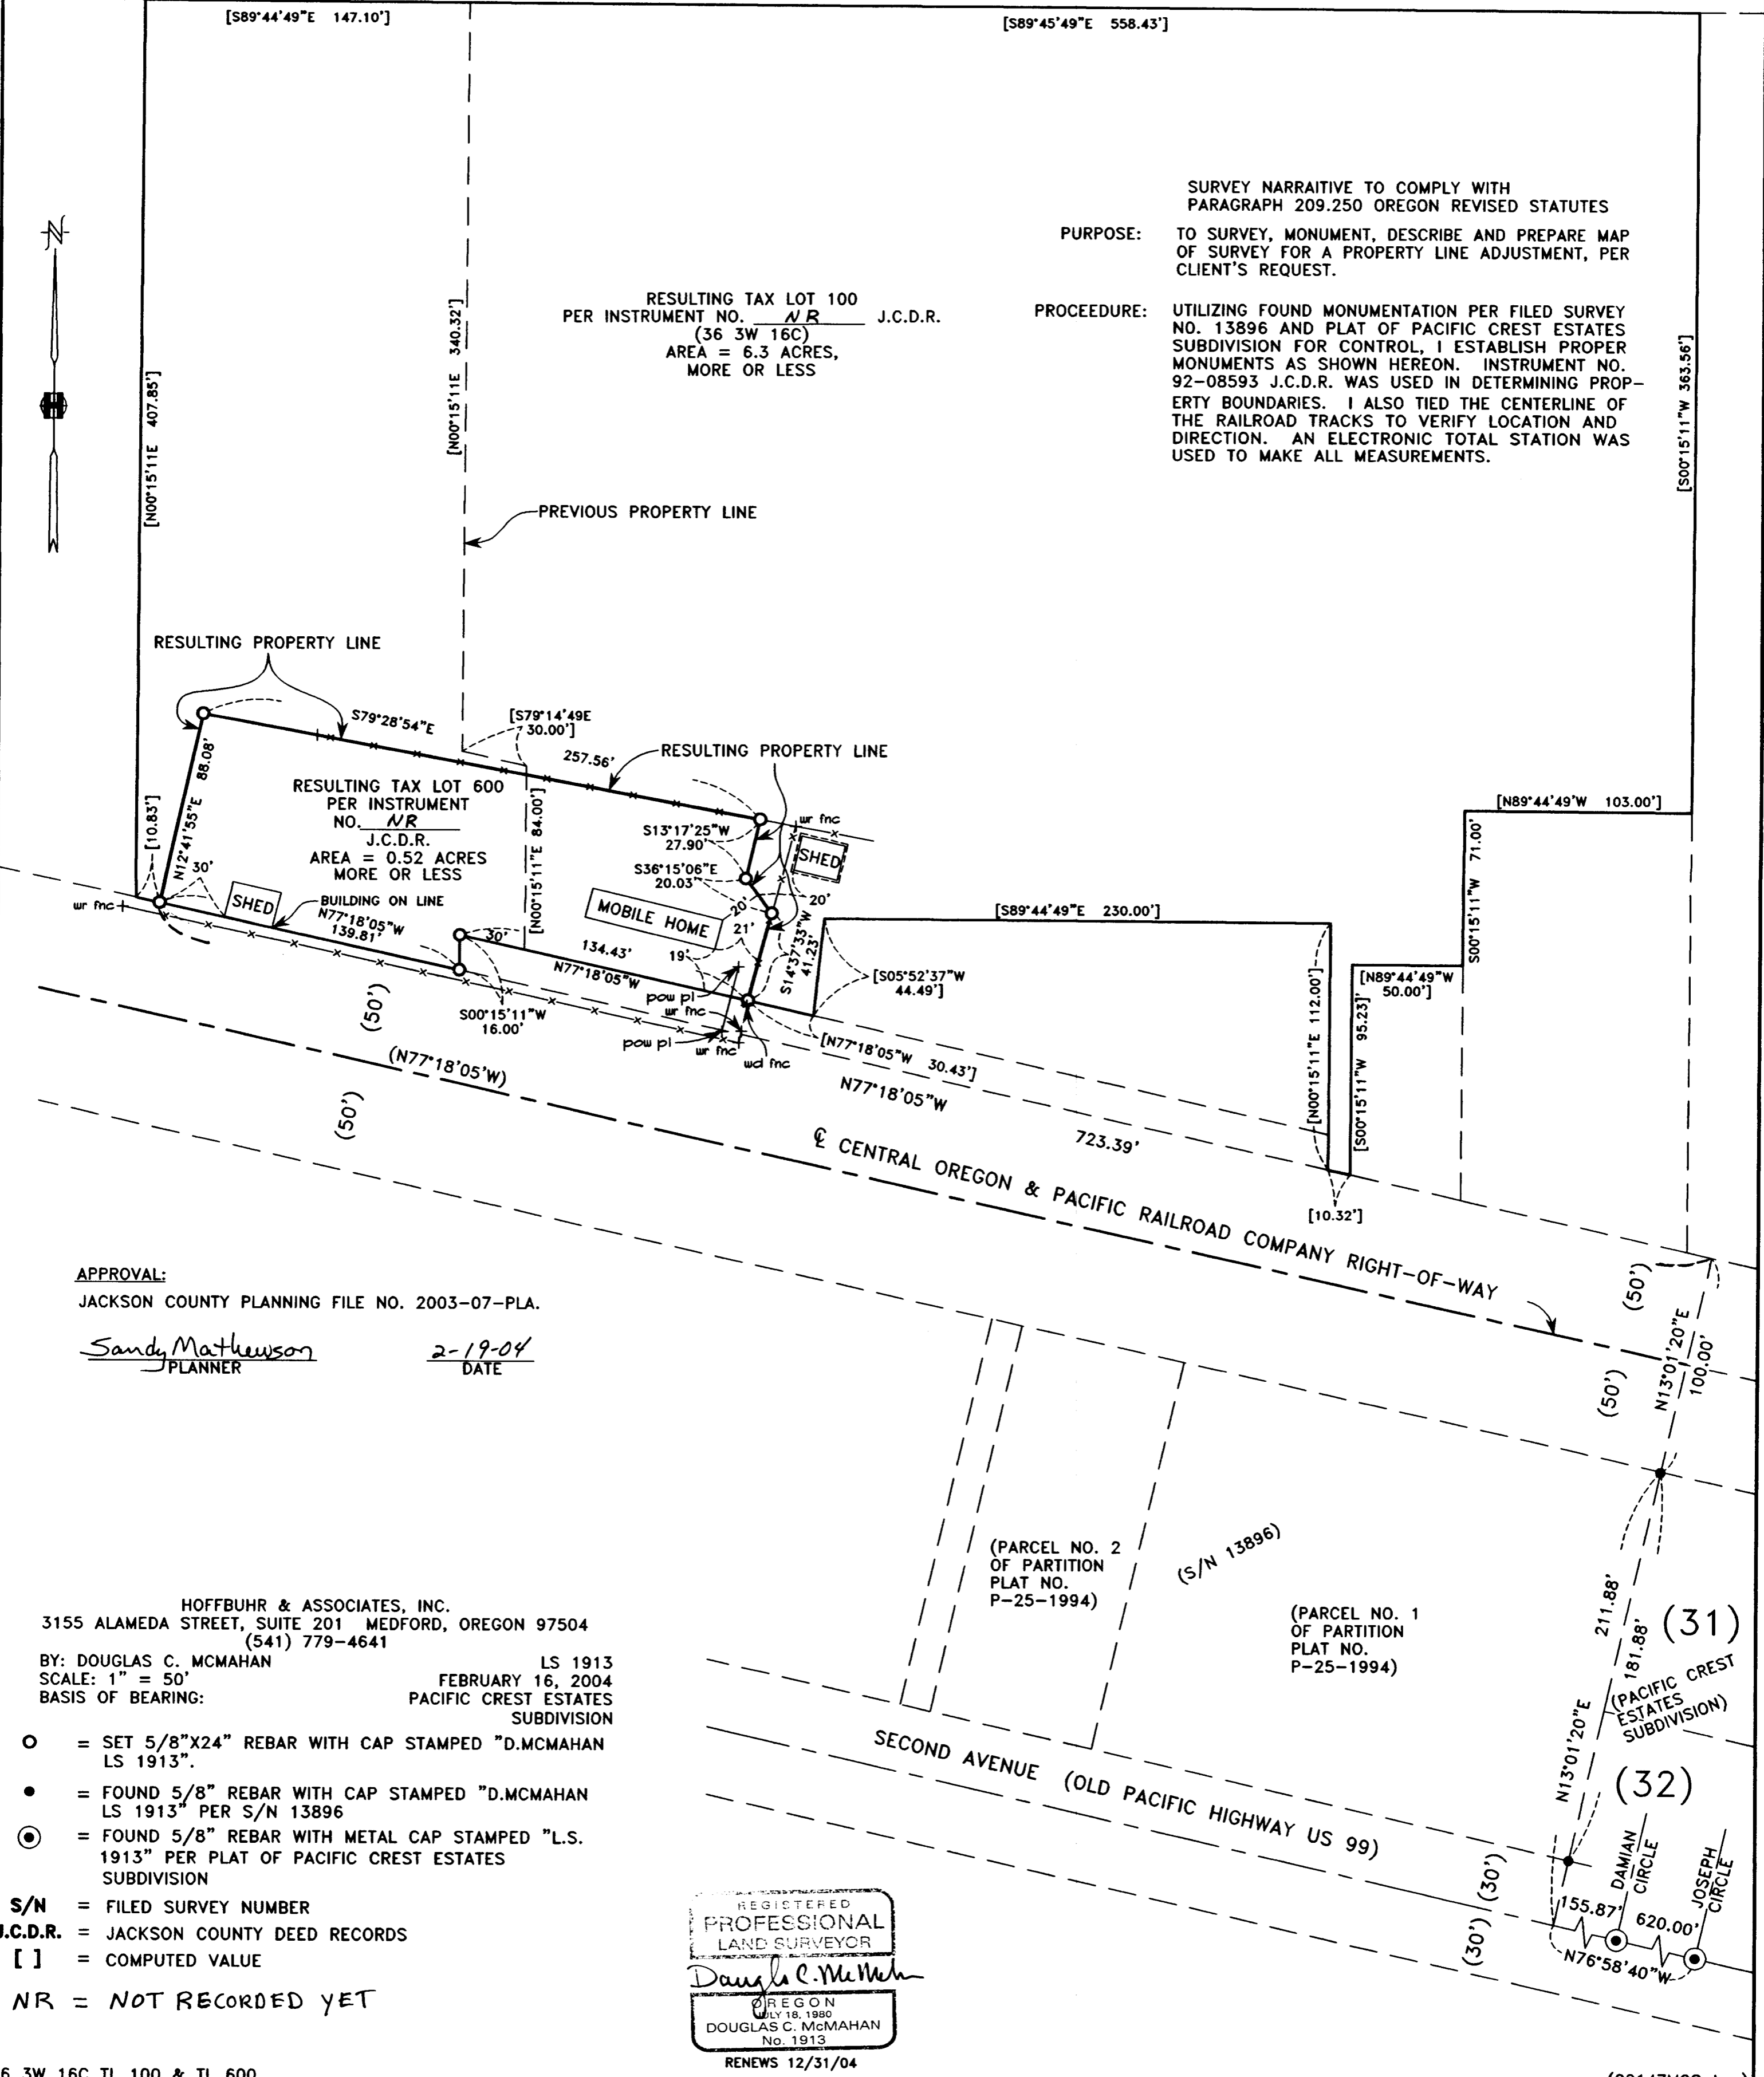 [S89°44'49"E 147.10']
[S89°45'49"E 558.43']
SURVEY NARRAITIVE TO COMPLY WITH
PARAGRAPH 209.250 OREGON REVISED STATUTES
PURPOSE: TO SURVEY, MONUMENT, DESCRIBE AND PREPARE MAP
OF SURVEY FOR A PROPERTY LINE ADJUSTMENT, PER
CLIENT'S REQUEST.
PROCEEDURE: UTILIZING FOUND MONUMENTATION PER FILED SURVEY
NO. 13896 AND PLAT OF PACIFIC CREST ESTATES
SUBDIVISION FOR CONTROL, I ESTABLISH PROPER
MONUMENTS AS SHOWN HEREON. INSTRUMENT NO.
92-08593 J.C.D.R. WAS USED IN DETERMINING PROP-
ERTY BOUNDARIES. I ALSO TIED THE CENTERLINE OF
THE RAILROAD TRACKS TO VERIFY LOCATION AND
DIRECTION. AN ELECTRONIC TOTAL STATION WAS
USED TO MAKE ALL MEASUREMENTS.
N
H
[N00°15'11E 407.85']
[N00°15'11E 340.32']
RESULTING TAX LOT 100
PER INSTRUMENT NO. NR J.C.D.R.
(36 3W 16C)
AREA = 6.3 ACRES,
MORE OR LESS
[S00°15'11"W 363.56']
PREVIOUS PROPERTY LINE
RESULTING PROPERTY LINE
S79°28'54"E
[S79°14'49E
30.00']
257.56'
RESULTING PROPERTY LINE
N12°41'55"E 88.08'
[10.83']
30'
RESULTING TAX LOT 600
PER INSTRUMENT
NO. NR
J.C.D.R.
AREA = 0.52 ACRES
MORE OR LESS
[N00°15'11"E 84.00']
S13°17'25"W
27.90'
S36°15'06"E
20.03'
wr fnc
SHED
20'
20'
21'
19'
MOBILE HOME
S14°37'33"W
41.23'
wr fnc
SHED
BUILDING ON LINE
N77°18'05"W
139.81'
30'
134.43'
N77°18'05"W
S00°15'11"W
16.00'
pow pl
wr fnc
pow pl
wr fnc
wd fnc
[S89°44'49"E 230.00']
[S05°52'37"W
44.49']
[N77°18'05"W 30.43']
[N00°15'11"E 112.00']
[S00°15'11"W 95.23']
[N89°44'49"W
50.00']
S00°15'11"W 71.00'
[N89°44'49"W 103.00']
[10.32']
(50')
(N77°18'05'W)
(50')
N77°18'05"W
723.39'
℄ CENTRAL OREGON & PACIFIC RAILROAD COMPANY RIGHT-OF-WAY
(50')
(50')
N13°01'20"E
100.00'
APPROVAL:
JACKSON COUNTY PLANNING FILE NO. 2003-07-PLA.
Sandy Mathewson 2-19-04
PLANNER DATE
(PARCEL NO. 2
OF PARTITION
PLAT NO.
P-25-1994)
(S/N 13896)
(PARCEL NO. 1
OF PARTITION
PLAT NO.
P-25-1994)
211.88'
181.88'
N13°01'20"E
(31)
(PACIFIC CREST
ESTATES
SUBDIVISION)
(32)
SECOND AVENUE (OLD PACIFIC HIGHWAY US 99)
(30')
(30')
DAMIAN
CIRCLE
JOSEPH
CIRCLE
155.87'
620.00'
N76°58'40"W
HOFFBUHR & ASSOCIATES, INC.
3155 ALAMEDA STREET, SUITE 201 MEDFORD, OREGON 97504
(541) 779-4641
BY: DOUGLAS C. MCMAHAN LS 1913
SCALE: 1" = 50' FEBRUARY 16, 2004
BASIS OF BEARING: PACIFIC CREST ESTATES
SUBDIVISION
= SET 5/8"X24" REBAR WITH CAP STAMPED "D.MCMAHAN
LS 1913".
= FOUND 5/8" REBAR WITH CAP STAMPED "D.MCMAHAN
LS 1913" PER S/N 13896
= FOUND 5/8" REBAR WITH METAL CAP STAMPED "L.S.
1913" PER PLAT OF PACIFIC CREST ESTATES
SUBDIVISION
S/N = FILED SURVEY NUMBER
J.C.D.R. = JACKSON COUNTY DEED RECORDS
[ ] = COMPUTED VALUE
NR = NOT RECORDED YET
REGISTERED
PROFESSIONAL
LAND SURVEYOR
Douglas C. McMahan
OREGON
JULY 18, 1980
DOUGLAS C. McMAHAN
No. 1913
RENEWS 12/31/04
6 3W 16C TL 100 & TL 600